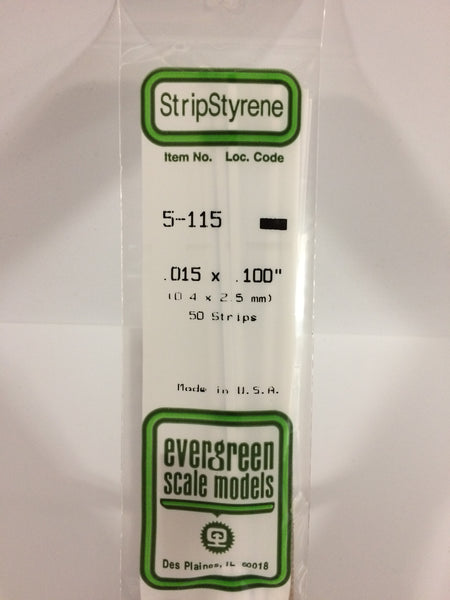 StripStyrene
Item No. Loc. Code
5-115
.015 x .100"
(0.4 x 2.5 mm)
50 Strips
Made in U.S.A.
evergreen
scale models
Des Plaines, IL 60018